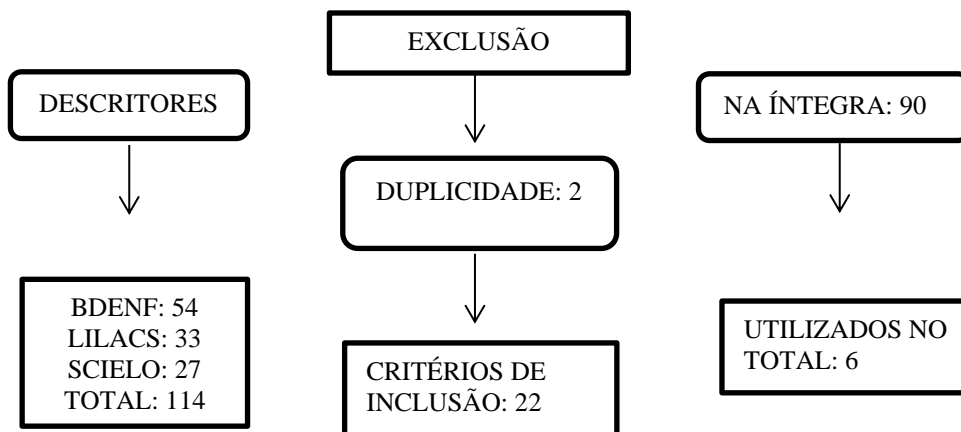 DESCRITORES
BDENF: 54
LILACS: 33
SCIELO: 27
TOTAL: 114
EXCLUSÃO
DUPLICIDADE: 2
CRITÉRIOS DE
INCLUSÃO: 22
NA ÍNTEGRA: 90
UTILIZADOS NO
TOTAL: 6